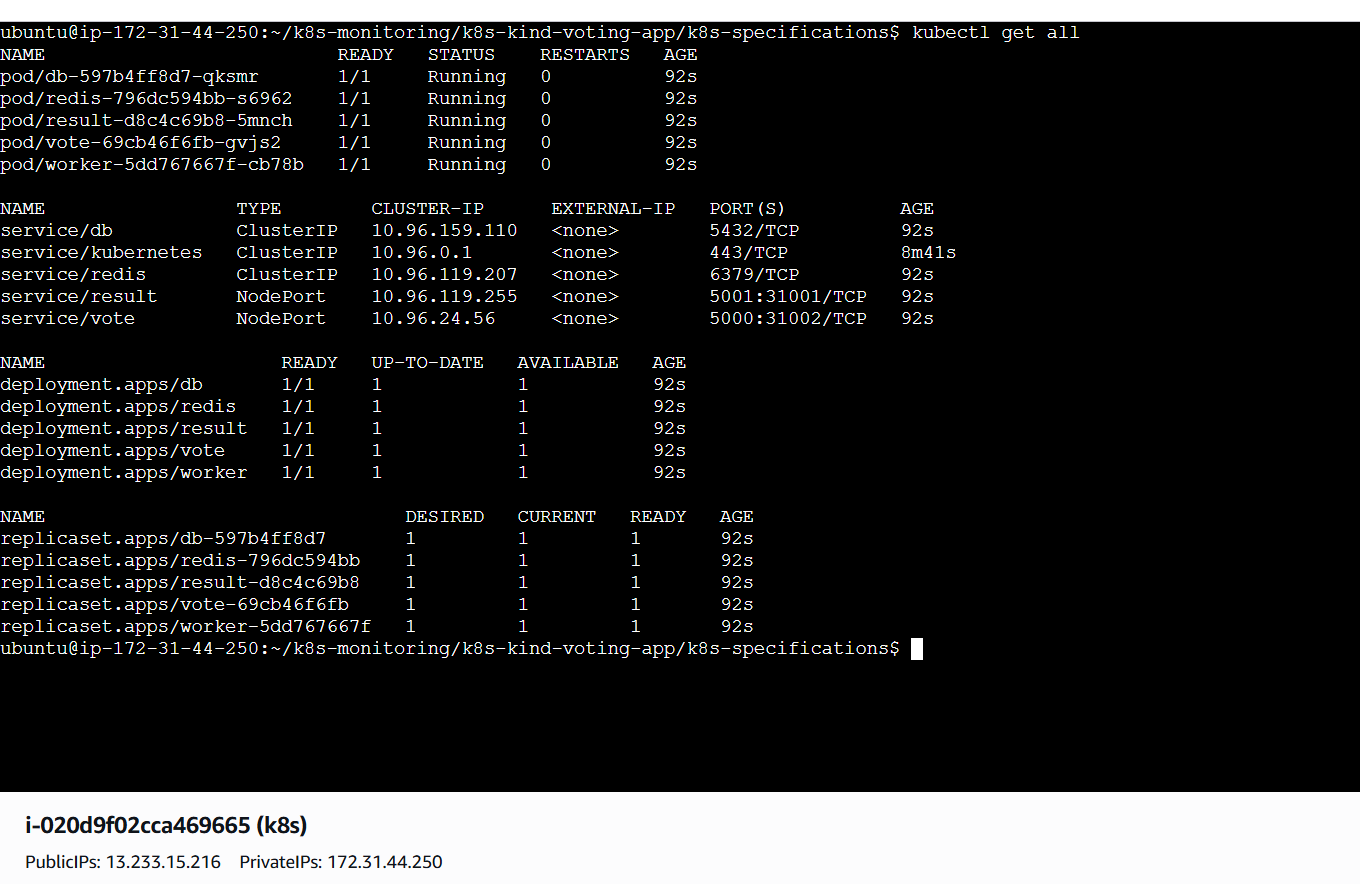 ubuntu@ip-172-31-44-250:~/k8s-monitoring/k8s-kind-voting-app/k8s-specifications$ kubectl get all
NAME READY STATUS RESTARTS AGE
pod/db-597b4ff8d7-qksmr 1/1 Running 0 92s
pod/redis-796dc594bb-s6962 1/1 Running 0 92s
pod/result-d8c4c69b8-5mnch 1/1 Running 0 92s
pod/vote-69cb46f6fb-gvjs2 1/1 Running 0 92s
pod/worker-5dd767667f-cb78b 1/1 Running 0 92s
NAME TYPE CLUSTER-IP EXTERNAL-IP PORT(S) AGE
service/db ClusterIP 10.96.159.110 <none> 5432/TCP 92s
service/kubernetes ClusterIP 10.96.0.1 <none> 443/TCP 8m41s
service/redis ClusterIP 10.96.119.207 <none> 6379/TCP 92s
service/result NodePort 10.96.119.255 <none> 5001:31001/TCP 92s
service/vote NodePort 10.96.24.56 <none> 5000:31002/TCP 92s
NAME READY UP-TO-DATE AVAILABLE AGE
deployment.apps/db 1/1 1 1 92s
deployment.apps/redis 1/1 1 1 92s
deployment.apps/result 1/1 1 1 92s
deployment.apps/vote 1/1 1 1 92s
deployment.apps/worker 1/1 1 1 92s
NAME DESIRED CURRENT READY AGE
replicaset.apps/db-597b4ff8d7 1 1 1 92s
replicaset.apps/redis-796dc594bb 1 1 1 92s
replicaset.apps/result-d8c4c69b8 1 1 1 92s
replicaset.apps/vote-69cb46f6fb 1 1 1 92s
replicaset.apps/worker-5dd767667f 1 1 1 92s
ubuntu@ip-172-31-44-250:~/k8s-monitoring/k8s-kind-voting-app/k8s-specifications$
i-020d9f02cca469665 (k8s)
PublicIPs: 13.233.15.216 PrivateIPs: 172.31.44.250